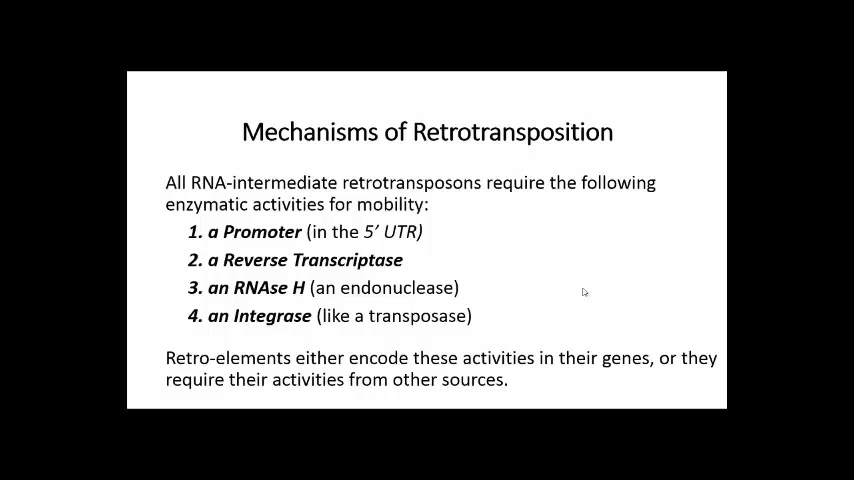 Mechanisms of Retrotransposition
All RNA-intermediate retrotransposons require the following
enzymatic activities for mobility:
1. a Promoter (in the 5’ UTR)
2. a Reverse Transcriptase
3. an RNAse H (an endonuclease)
4. an Integrase (like a transposase)
Retro-elements either encode these activities in their genes, or they
require their activities from other sources.